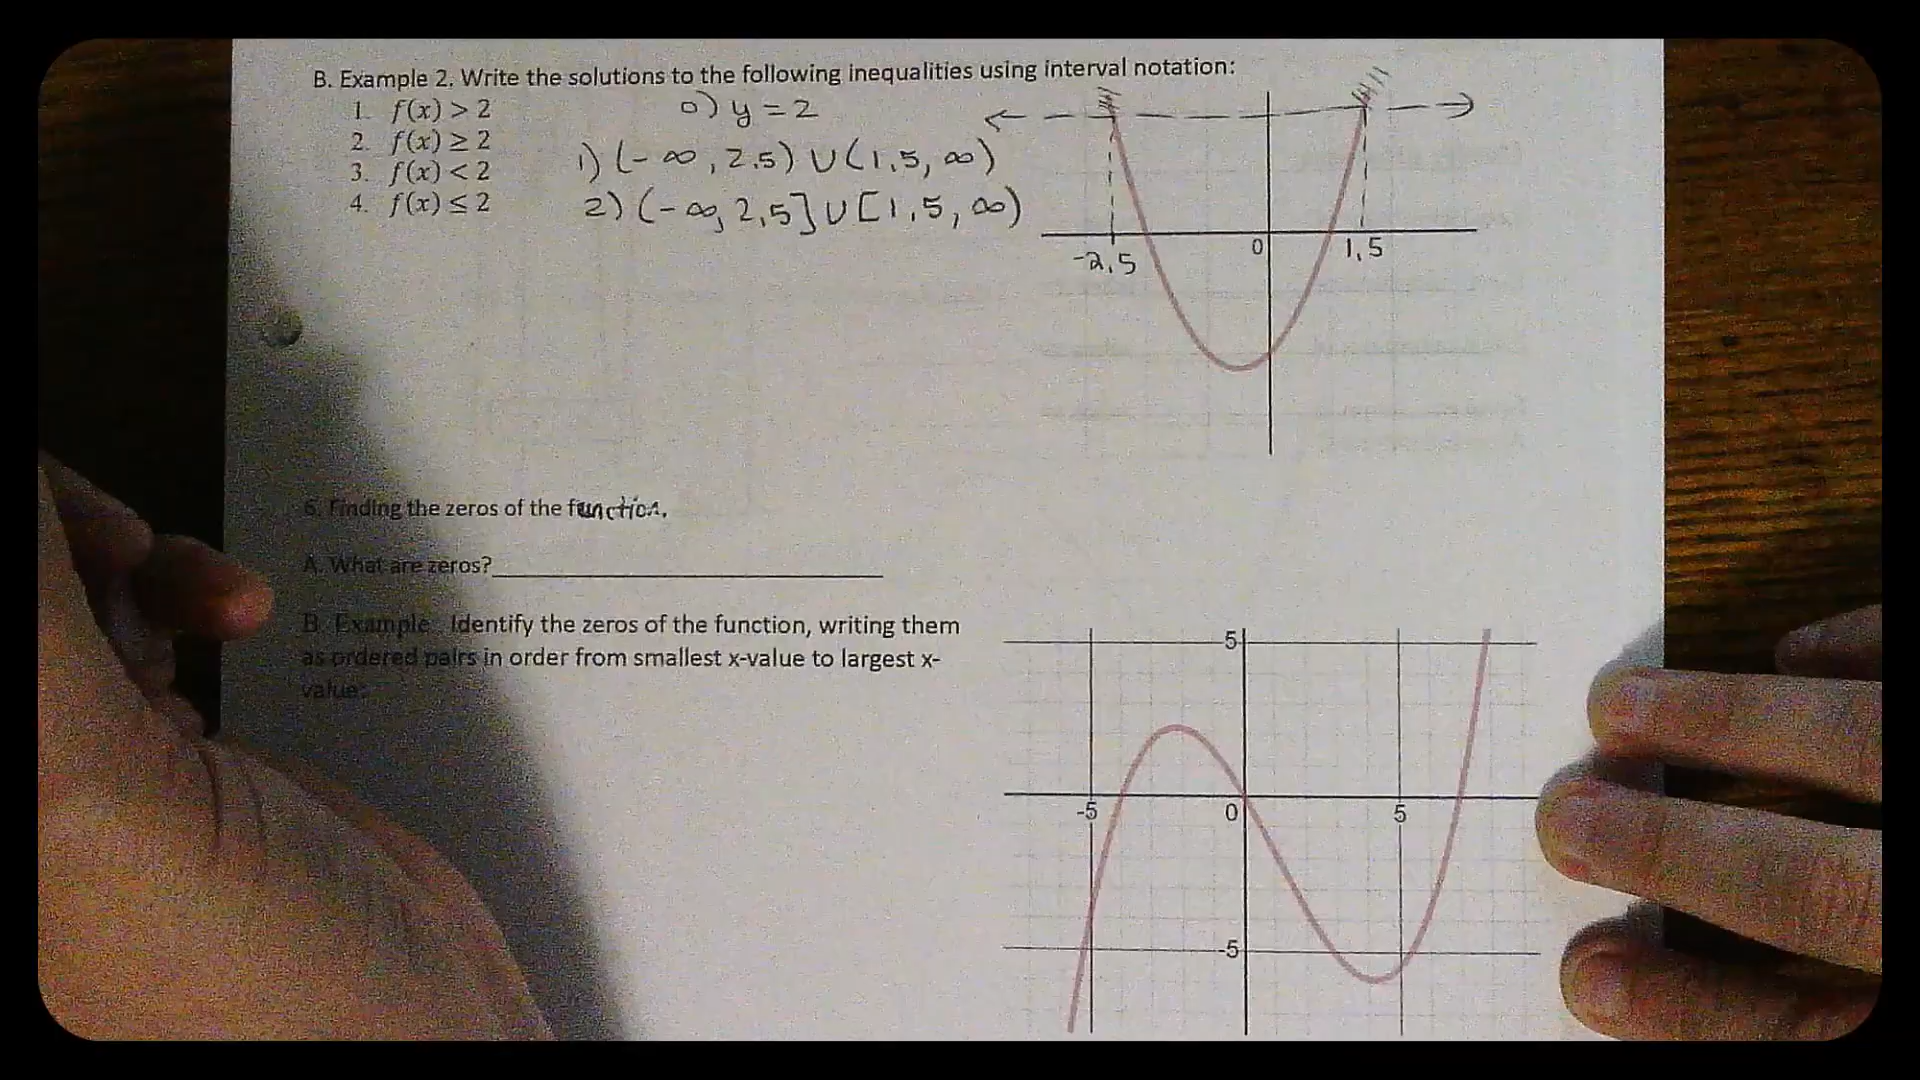 B. Example 2. Write the solutions to the following inequalities using interval notation:
1. f(x) > 2
2. f(x) ≥ 2
3. f(x) < 2
4. f(x) ≤ 2
0) y = 2
1) (-∞, 2.5) ∪ (1.5, ∞)
2) (-∞, 2.5] ∪ [1.5, ∞)
-2.5
0
1.5
6. Finding the zeros of the function.
A. What are zeros?
B. Example: Identify the zeros of the function, writing them
as ordered pairs in order from smallest x-value to largest x-
value:
5
-5
0
5
-5